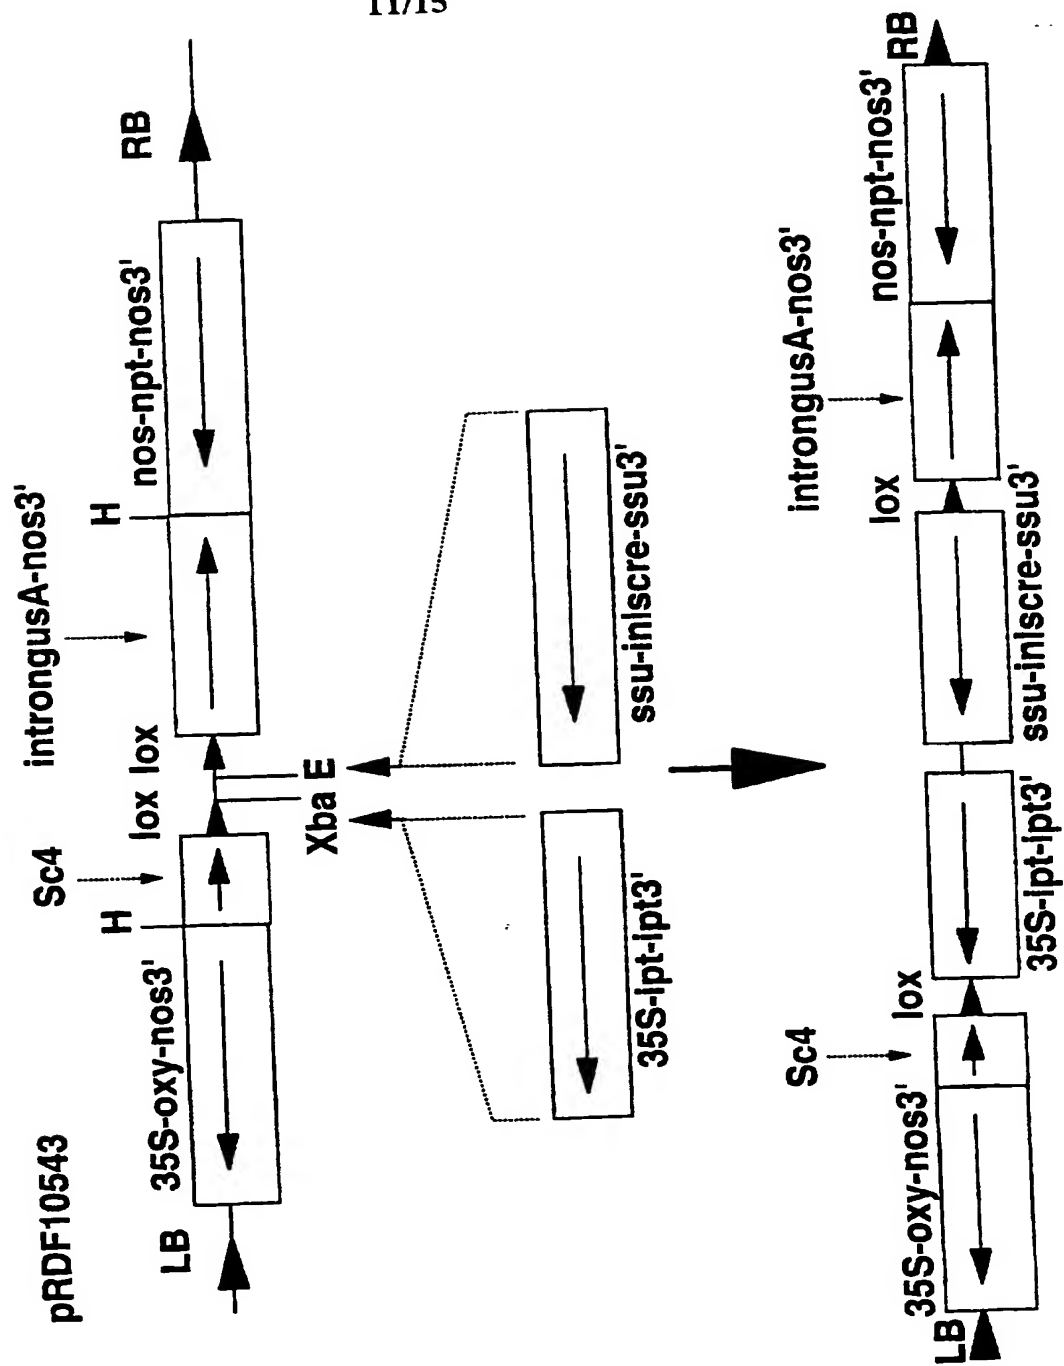 11/15
pRDF10543
LB
35S-oxy-nos3'
H
Sc4
lox lox
Xba E
introngusA-nos3'
H
nos-npt-nos3'
RB
35S-ipt-ipt3'
ssu-inlscre-ssu3'
LB
35S-oxy-nos3'
Sc4
lox
35S-ipt-ipt3'
ssu-inlscre-ssu3'
lox
introngusA-nos3'
nos-npt-nos3'
RB